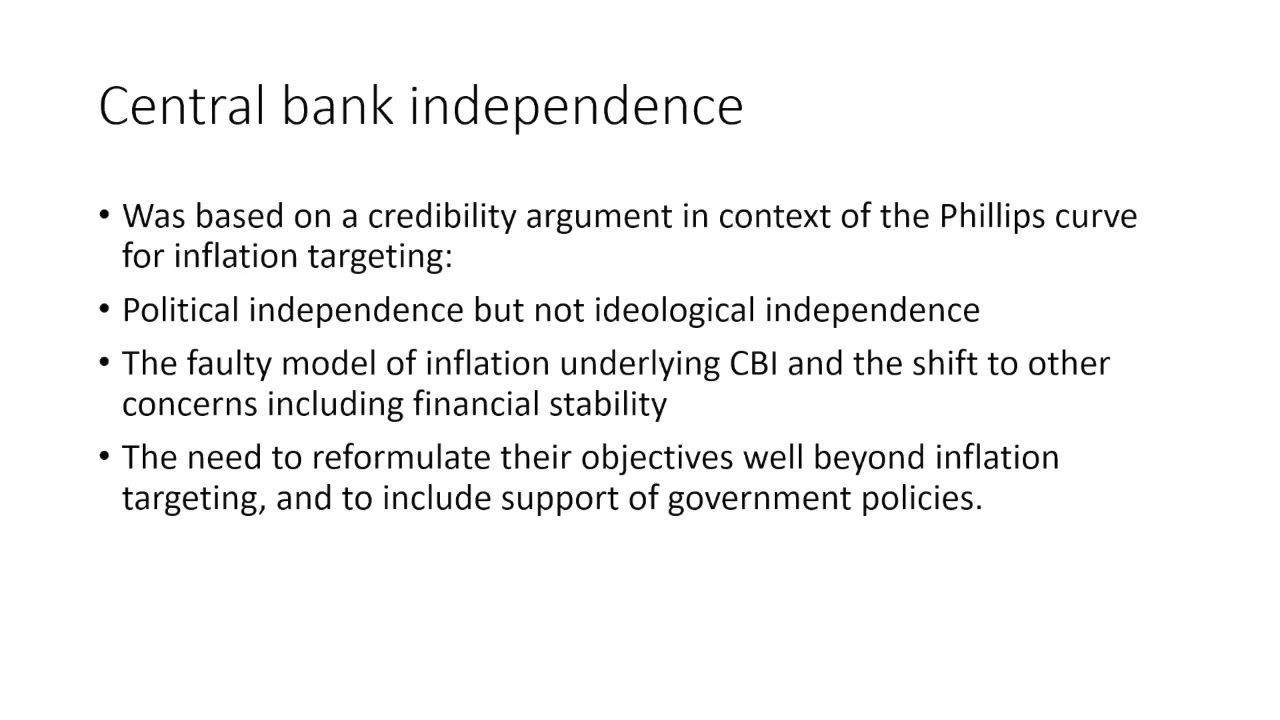 Central bank independence
• Was based on a credibility argument in context of the Phillips curve
for inflation targeting:
• Political independence but not ideological independence
• The faulty model of inflation underlying CBI and the shift to other
concerns including financial stability
• The need to reformulate their objectives well beyond inflation
targeting, and to include support of government policies.